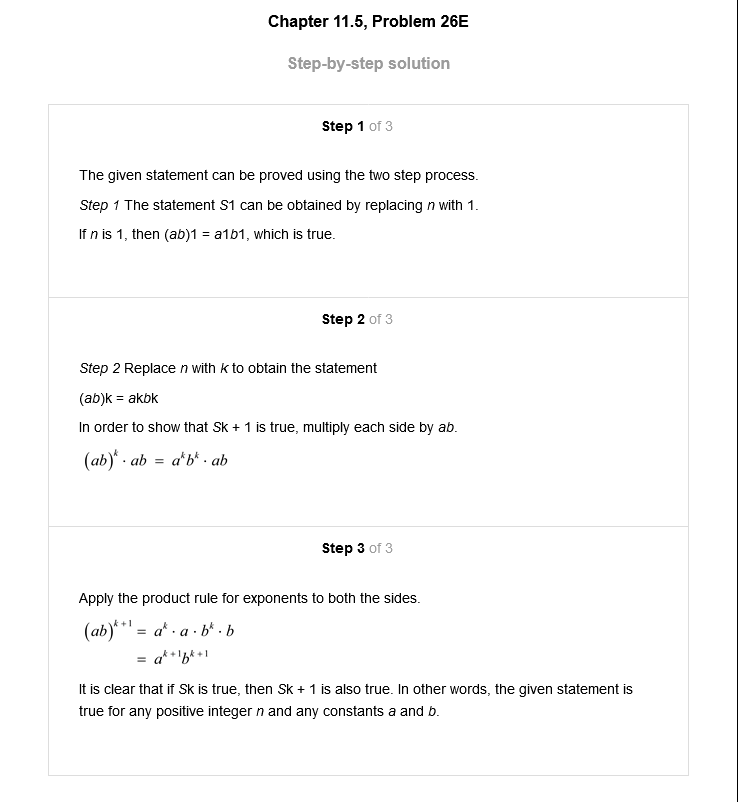 Chapter 11.5, Problem 26E
Step-by-step solution
Step 1 of 3
The given statement can be proved using the two step process.
Step 1 The statement S1 can be obtained by replacing n with 1.
If n is 1, then (ab)1 = a1b1, which is true.
Step 2 of 3
Step 2 Replace n with k to obtain the statement
(ab)k = akbk
In order to show that Sk + 1 is true, multiply each side by ab.
(ab)^k · ab = a^k b^k · ab
Step 3 of 3
Apply the product rule for exponents to both the sides.
(ab)^{k+1} = a^k · a · b^k · b
= a^{k+1} b^{k+1}
It is clear that if Sk is true, then Sk + 1 is also true. In other words, the given statement is
true for any positive integer n and any constants a and b.